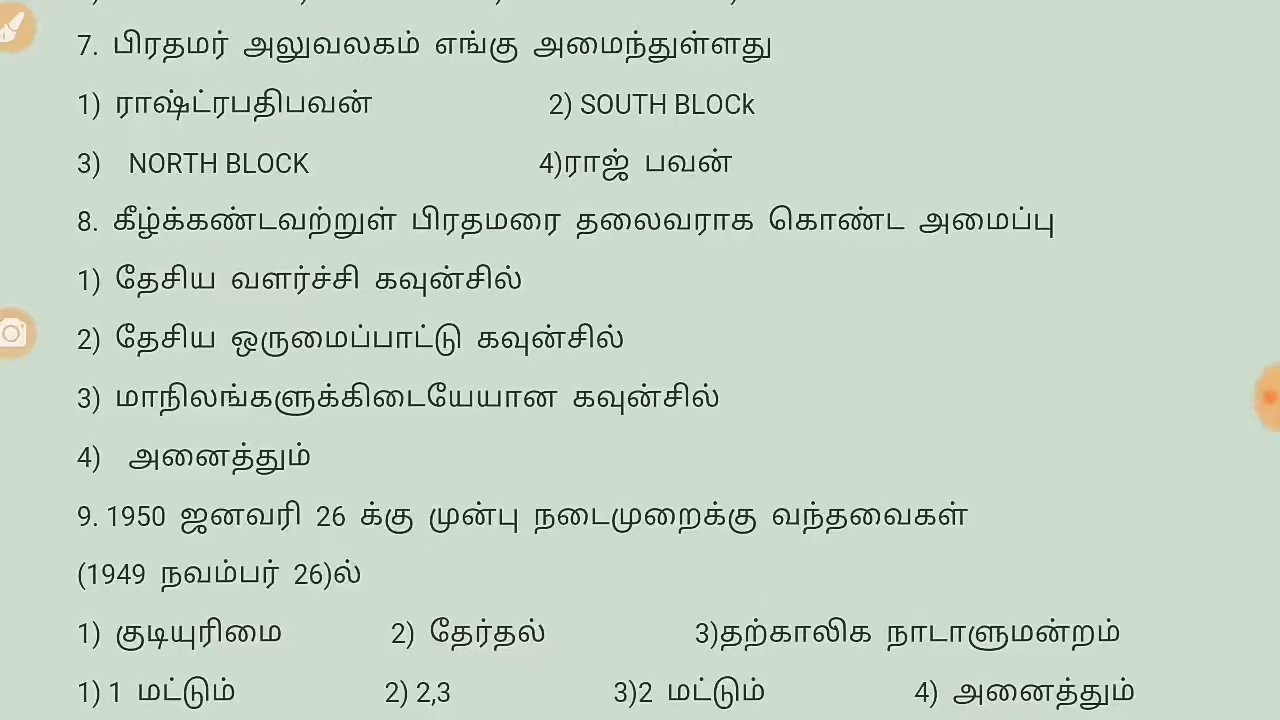 7. பிரதமர் அலுவலகம் எங்கு அமைந்துள்ளது
1) ராஷ்ட்ரபதிபவன் 2) SOUTH BLOCk
3) NORTH BLOCK 4)ராஜ் பவன்
8. கீழ்க்கண்டவற்றுள் பிரதமரை தலைவராக கொண்ட அமைப்பு
1) தேசிய வளர்ச்சி கவுன்சில்
2) தேசிய ஒருமைப்பாட்டு கவுன்சில்
3) மாநிலங்களுக்கிடையேயான கவுன்சில்
4) அனைத்தும்
9. 1950 ஜனவரி 26 க்கு முன்பு நடைமுறைக்கு வந்தவைகள்
(1949 நவம்பர் 26)ல்
1) குடியுரிமை 2) தேர்தல் 3)தற்காலிக நாடாளுமன்றம்
1) 1 மட்டும் 2) 2,3 3)2 மட்டும் 4) அனைத்தும்